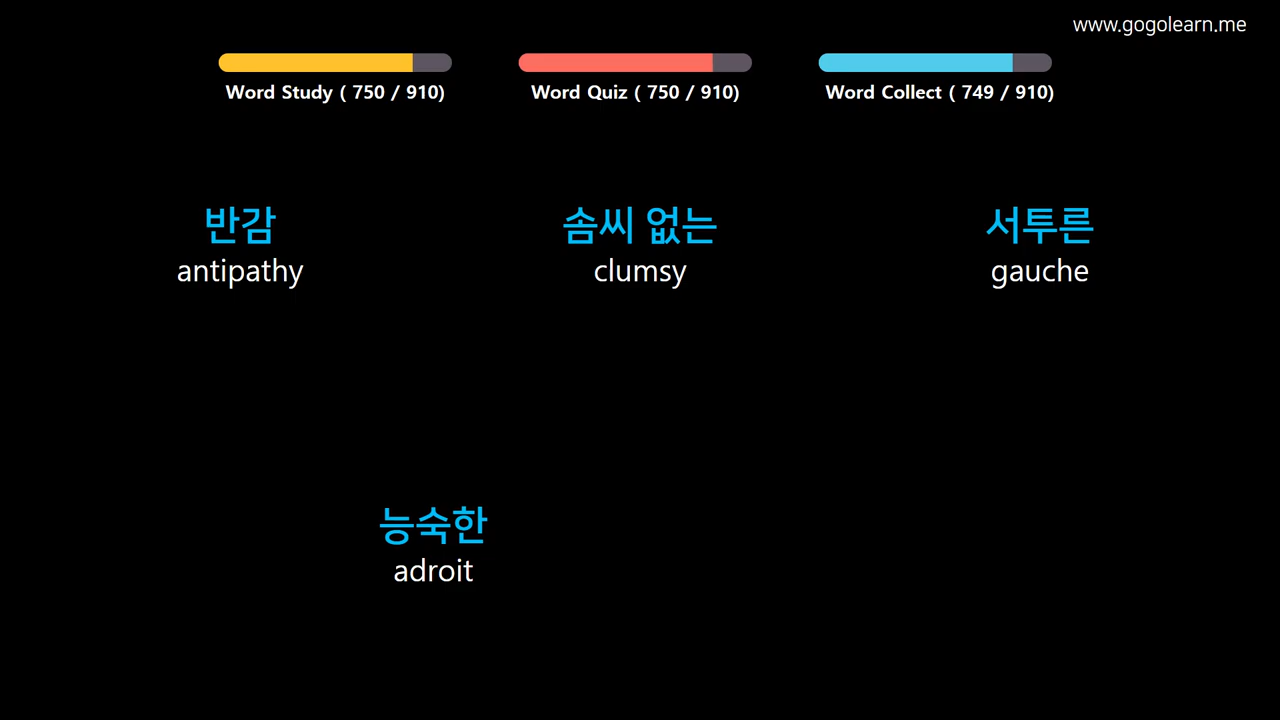 www.gogolearn.me
Word Study ( 750 / 910)
Word Quiz ( 750 / 910)
Word Collect ( 749 / 910)
반감
antipathy
솜씨 없는
clumsy
서투른
gauche
능숙한
adroit